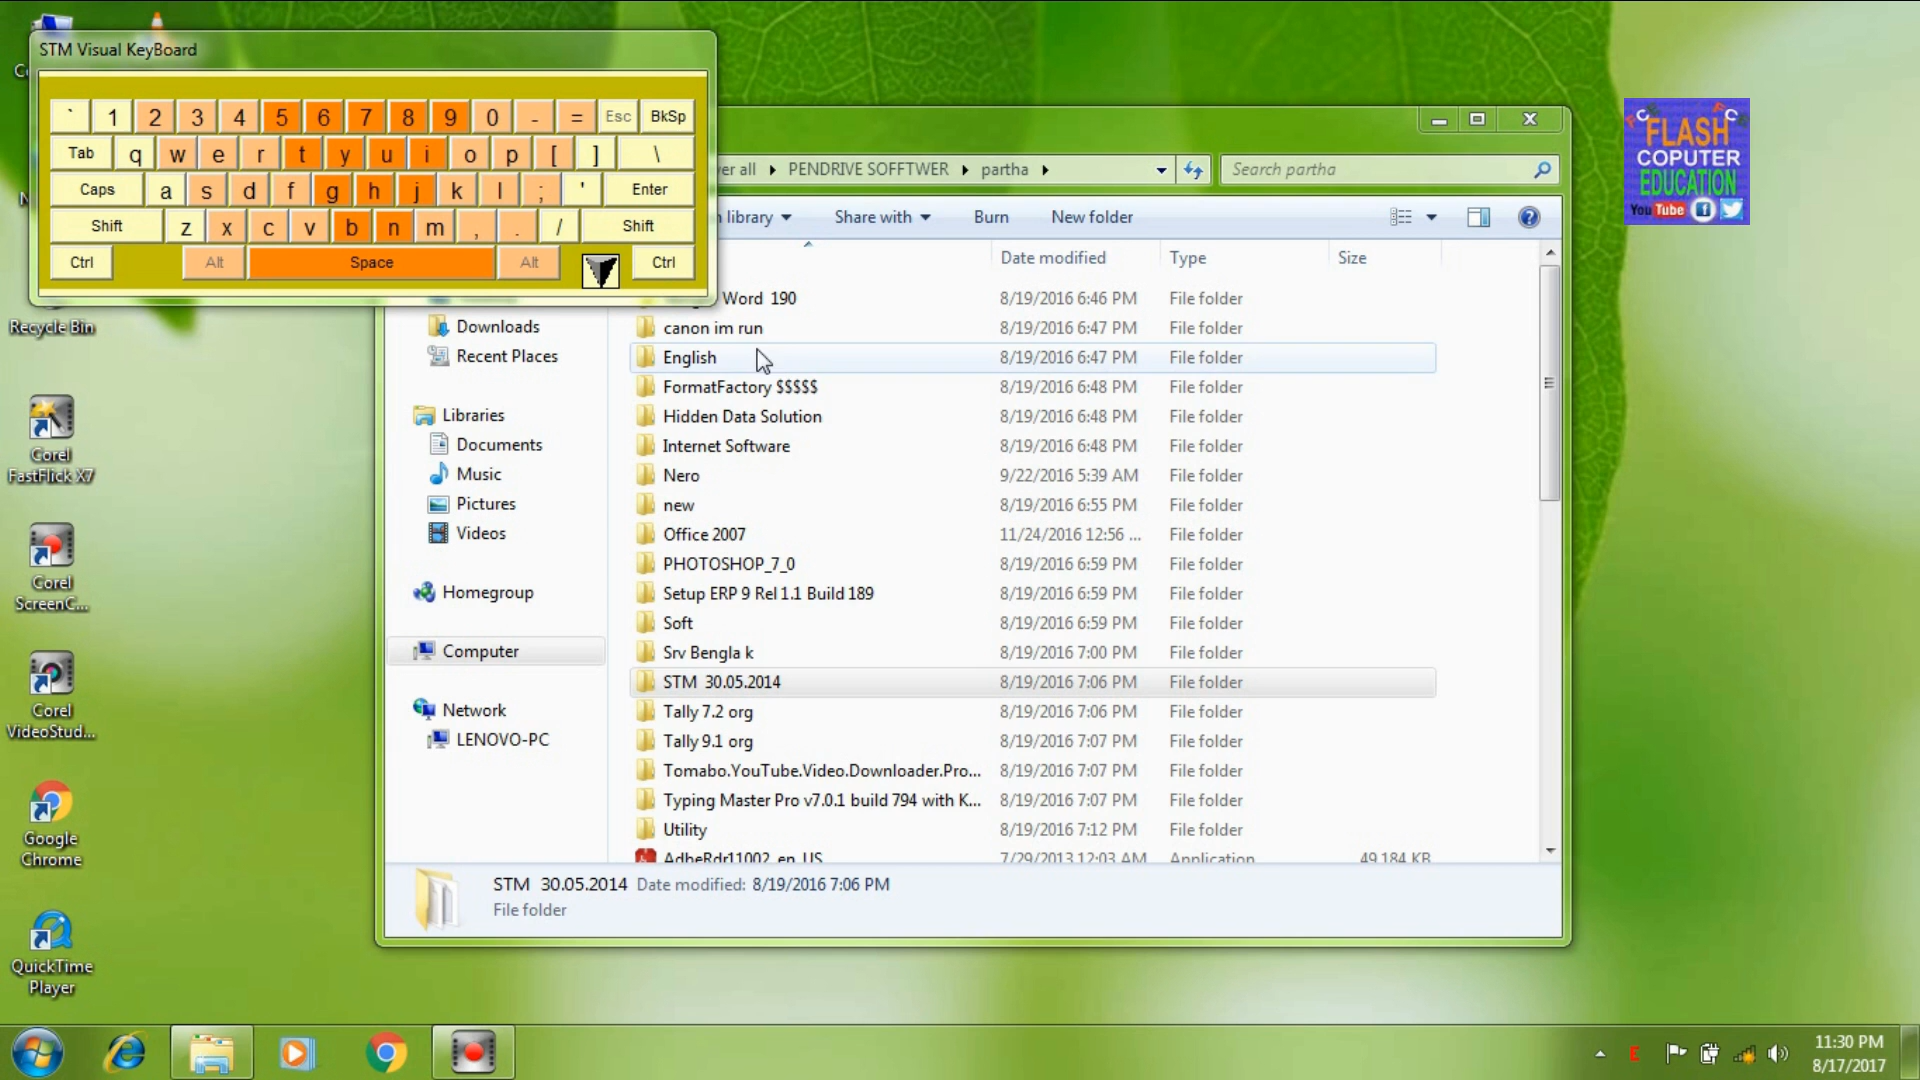 STM Visual KeyBoard
` 1 2 3 4 5 6 7 8 9 0 - = Esc BkSp
Tab q w e r t y u i o p [ ] \
Caps a s d f g h j k l ; ' Enter
Shift z x c v b n m , . / Shift
Ctrl Alt Space Alt Ctrl
Recycle Bin
Corel
FastFlick X7
Corel
ScreenC...
Corel
VideoStud...
Google
Chrome
QuickTime
Player
FLASH
COPUTER
EDUCATION
YouTube
all ▸ PENDRIVE SOFFTWER ▸ partha ▸
Search partha
library
Share with
Burn
New folder
Date modified Type Size
Downloads
Recent Places
Libraries
Documents
Music
Pictures
Videos
Homegroup
Computer
Network
LENOVO-PC
Word 190 8/19/2016 6:46 PM File folder
canon im run 8/19/2016 6:47 PM File folder
English 8/19/2016 6:47 PM File folder
FormatFactory $$$$$ 8/19/2016 6:48 PM File folder
Hidden Data Solution 8/19/2016 6:48 PM File folder
Internet Software 8/19/2016 6:48 PM File folder
Nero 9/22/2016 5:39 AM File folder
new 8/19/2016 6:55 PM File folder
Office 2007 11/24/2016 12:56 ... File folder
PHOTOSHOP_7_0 8/19/2016 6:59 PM File folder
Setup ERP 9 Rel 1.1 Build 189 8/19/2016 6:59 PM File folder
Soft 8/19/2016 6:59 PM File folder
Srv Bengla k 8/19/2016 7:00 PM File folder
STM 30.05.2014 8/19/2016 7:06 PM File folder
Tally 7.2 org 8/19/2016 7:06 PM File folder
Tally 9.1 org 8/19/2016 7:07 PM File folder
Tomabo.YouTube.Video.Downloader.Pro... 8/19/2016 7:07 PM File folder
Typing Master Pro v7.0.1 build 794 with K... 8/19/2016 7:07 PM File folder
Utility 8/19/2016 7:12 PM File folder
AdbeRdr11002_en_US 7/29/2013 12:03 AM Application 49,184 KB
STM 30.05.2014 Date modified: 8/19/2016 7:06 PM
File folder
E
11:30 PM
8/17/2017